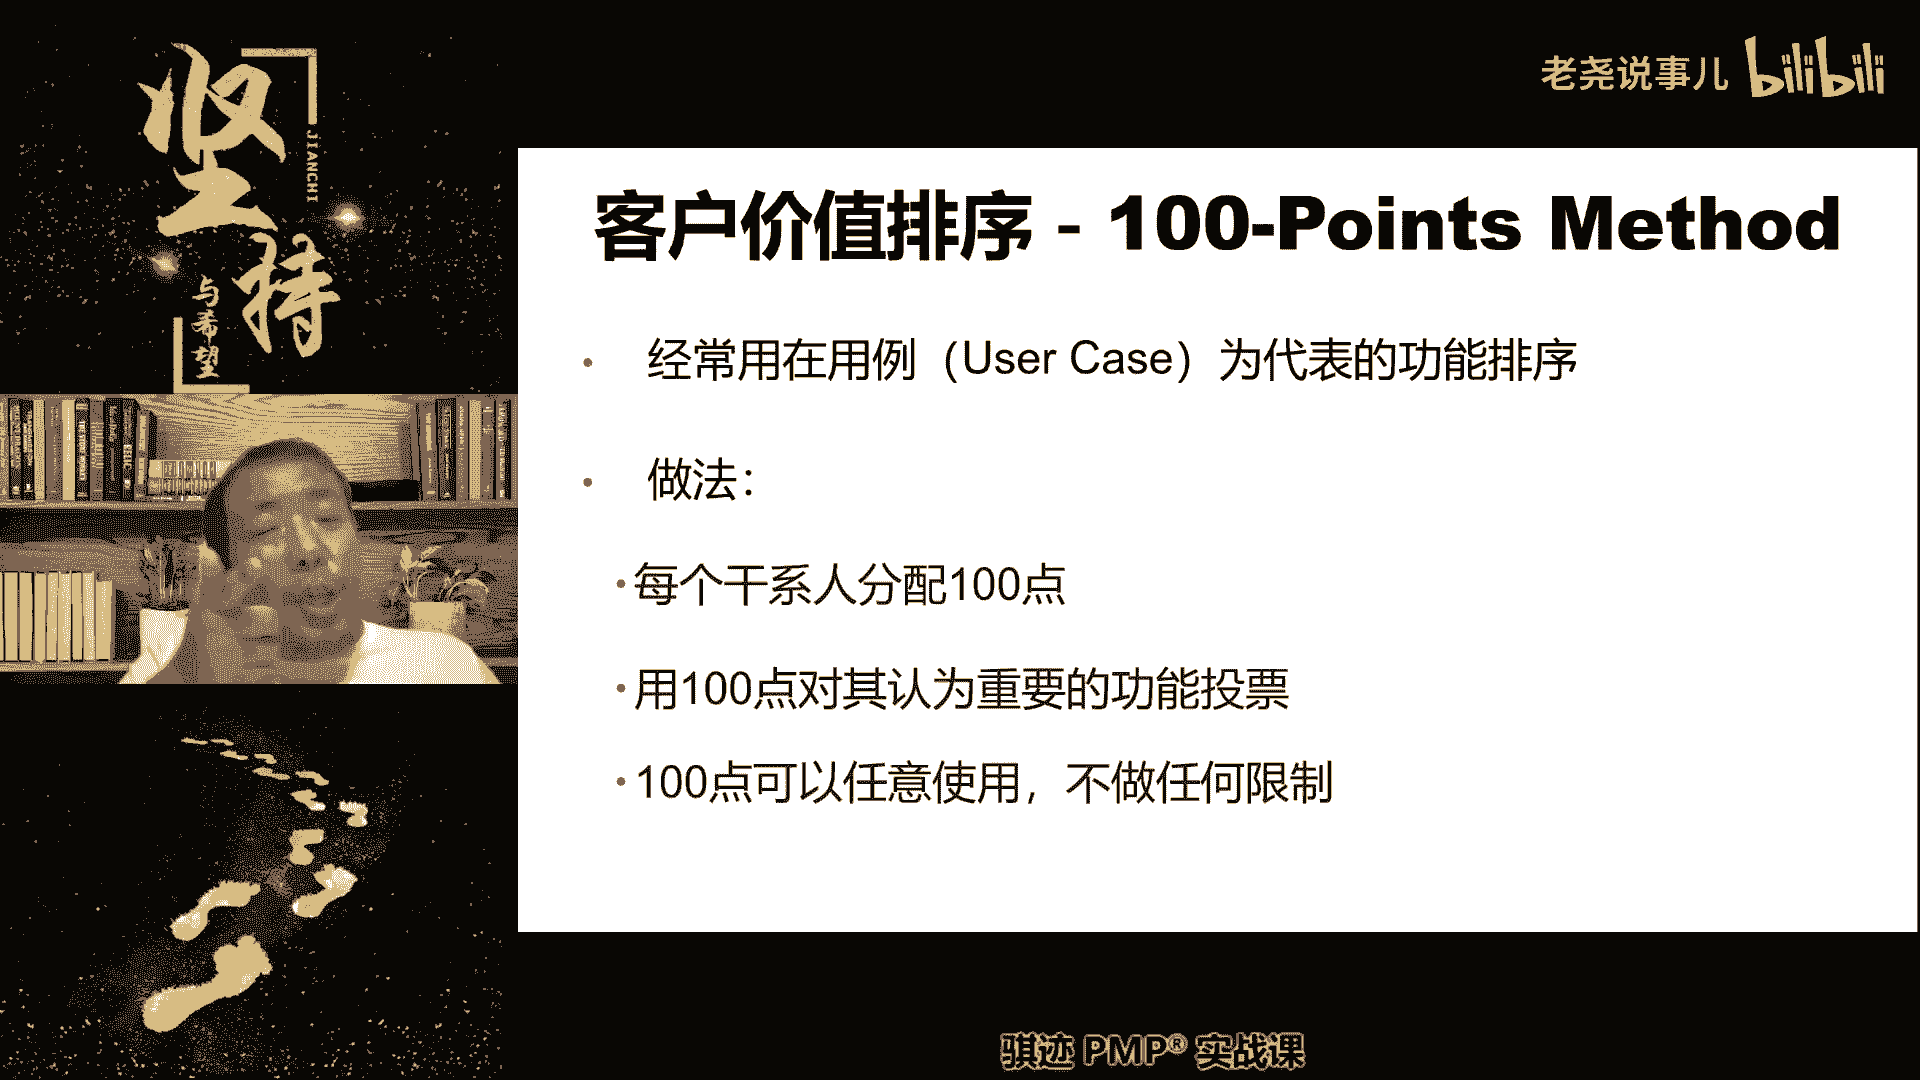 坚持
JIANCHI
与希望
老尧说事儿 bilibili
客户价值排序 - 100-Points Method
• 经常用在用例（User Case）为代表的功能排序
• 做法：
• 每个干系人分配100点
• 用100点对其认为重要的功能投票
• 100点可以任意使用，不做任何限制
骐迹 PMP® 实战课